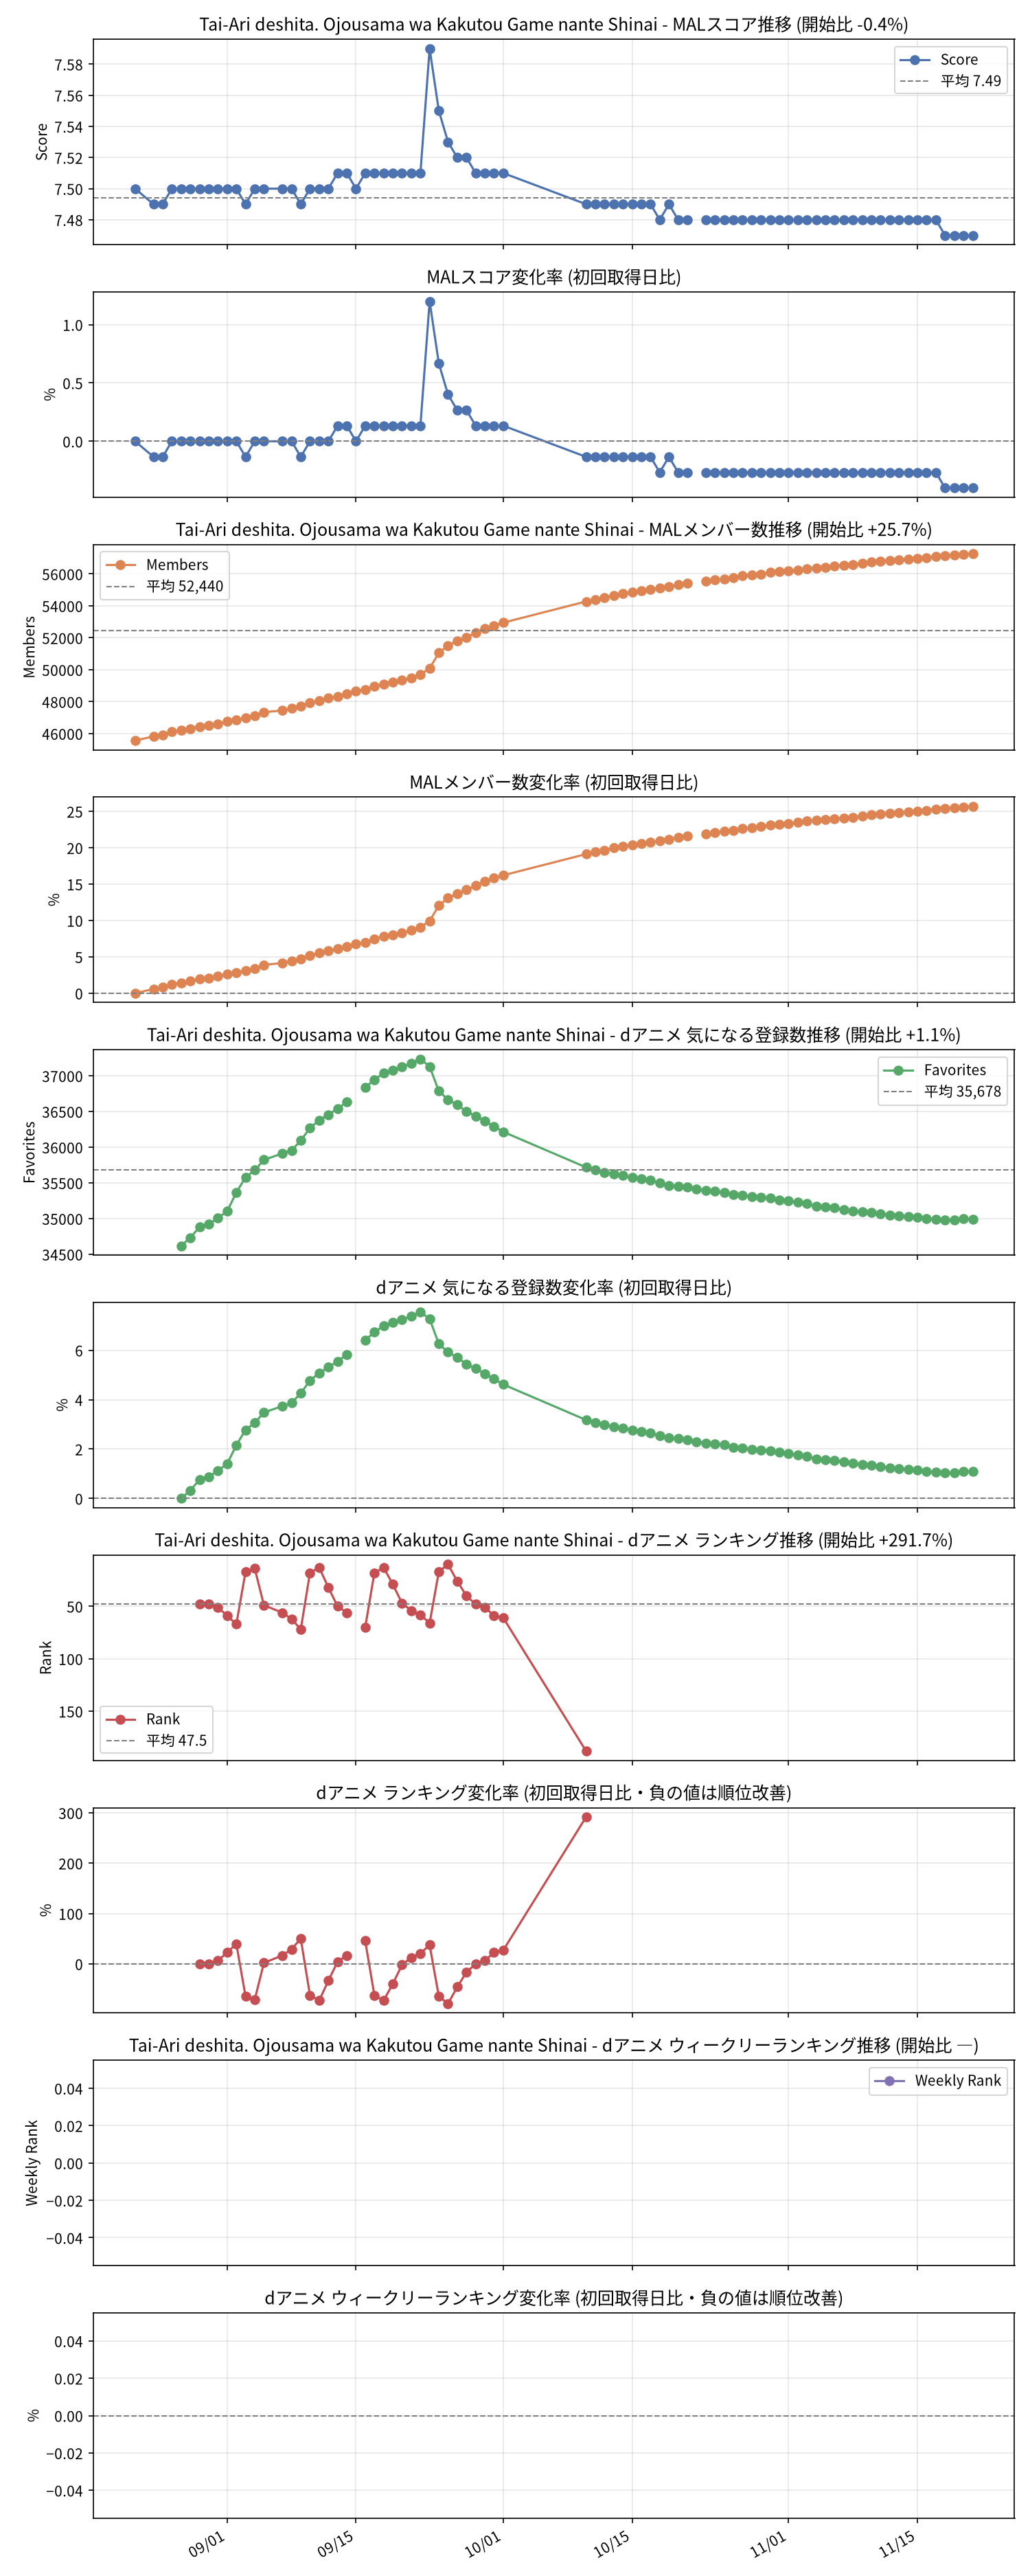 Tai-Ari deshita. Ojousama wa Kakutou Game nante Shinai - MALスコア推移 (開始比 -0.4%)
Score
7.58
7.56
7.54
7.52
7.50
7.48
Score
平均 7.49
MALスコア変化率 (初回取得日比)
%
1.0
0.5
0.0
Tai-Ari deshita. Ojousama wa Kakutou Game nante Shinai - MALメンバー数推移 (開始比 +25.7%)
Members
56000
54000
52000
50000
48000
46000
Members
平均 52,440
MALメンバー数変化率 (初回取得日比)
%
25
20
15
10
5
0
Tai-Ari deshita. Ojousama wa Kakutou Game nante Shinai - dアニメ 気になる登録数推移 (開始比 +1.1%)
Favorites
37000
36500
36000
35500
35000
34500
Favorites
平均 35,678
dアニメ 気になる登録数変化率 (初回取得日比)
%
6
4
2
0
Tai-Ari deshita. Ojousama wa Kakutou Game nante Shinai - dアニメ ランキング推移 (開始比 +291.7%)
Rank
50
100
150
Rank
平均 47.5
dアニメ ランキング変化率 (初回取得日比・負の値は順位改善)
%
300
200
100
0
Tai-Ari deshita. Ojousama wa Kakutou Game nante Shinai - dアニメ ウィークリーランキング推移 (開始比 —)
Weekly Rank
0.04
0.02
0.00
−0.02
−0.04
Weekly Rank
dアニメ ウィークリーランキング変化率 (初回取得日比・負の値は順位改善)
%
0.04
0.02
0.00
−0.02
−0.04
09/01
09/15
10/01
10/15
11/01
11/15